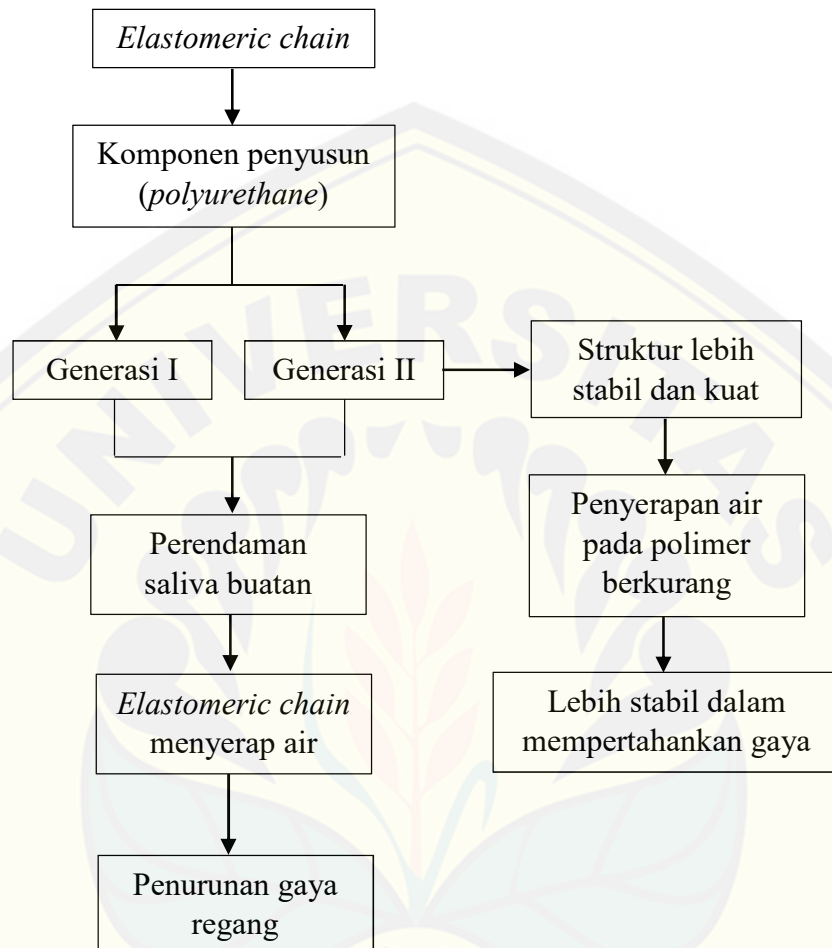 Elastomeric chain
Komponen penyusun
(polyurethane)
Generasi I
Generasi II
Struktur lebih
stabil dan kuat
Perendaman
saliva buatan
Penyerapan air
pada polimer
berkurang
Elastomeric chain
menyerap air
Lebih stabil dalam
mempertahankan gaya
Penurunan gaya
regang
UNIVERSITAS